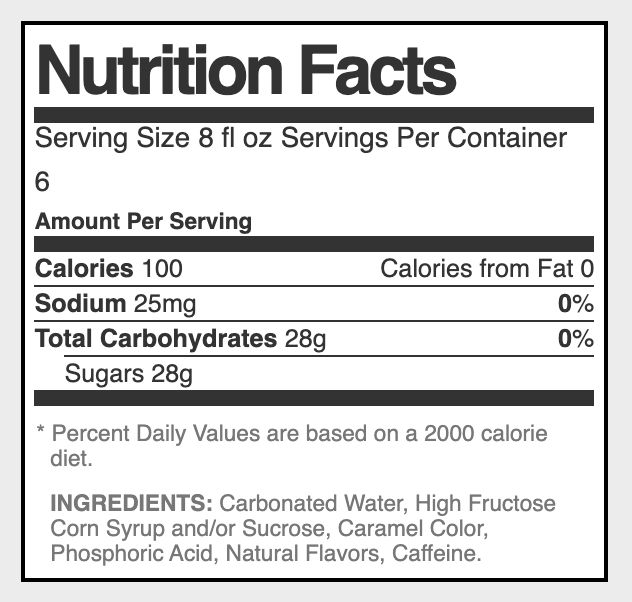 Nutrition Facts
Serving Size 8 fl oz Servings Per Container
6
Amount Per Serving
Calories 100 Calories from Fat 0
Sodium 25mg 0%
Total Carbohydrates 28g 0%
Sugars 28g
* Percent Daily Values are based on a 2000 calorie
diet.
INGREDIENTS: Carbonated Water, High Fructose
Corn Syrup and/or Sucrose, Caramel Color,
Phosphoric Acid, Natural Flavors, Caffeine.